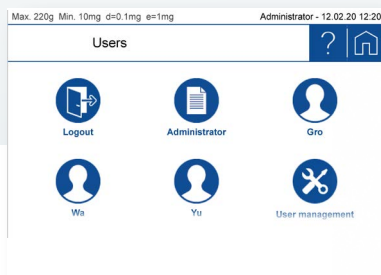 Max. 220g Min. 10mg d=0.1mg e=1mg Administrator - 12.02.20 12:20
Users ?
Logout Administrator Gro
Wa Yu User management